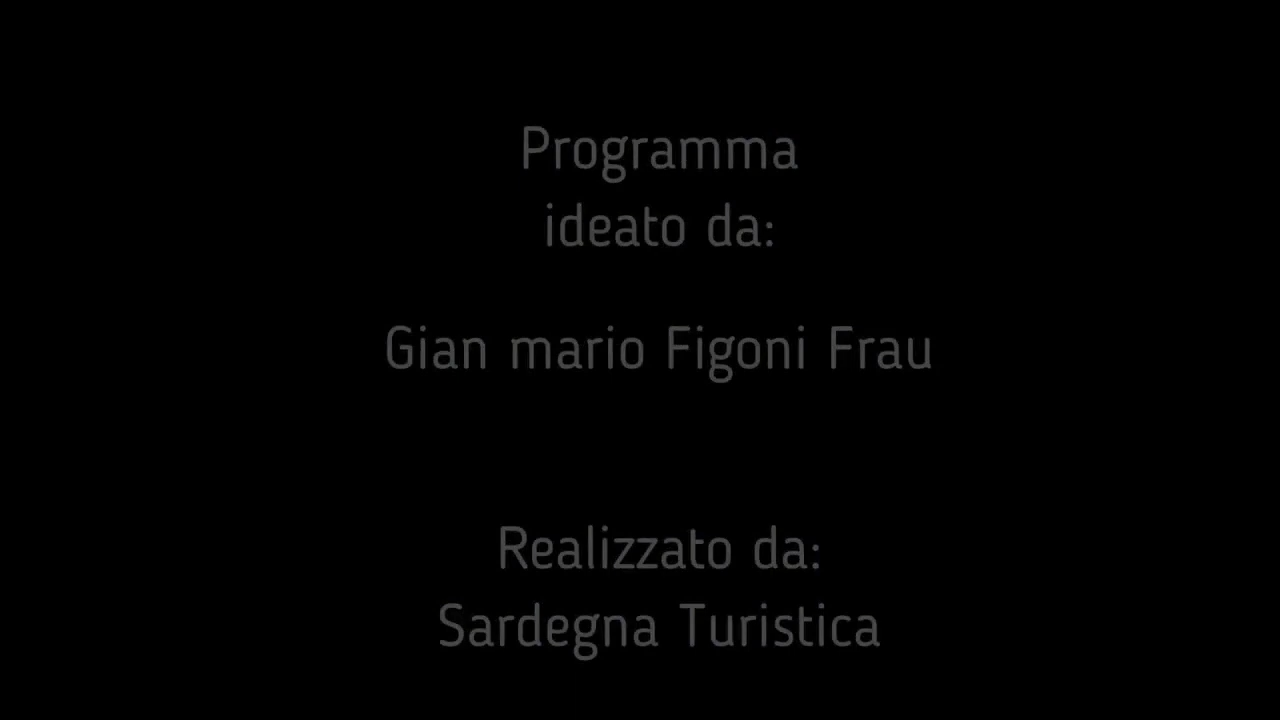 Programma
ideato da:
Gian mario Figoni Frau
Realizzato da:
Sardegna Turistica